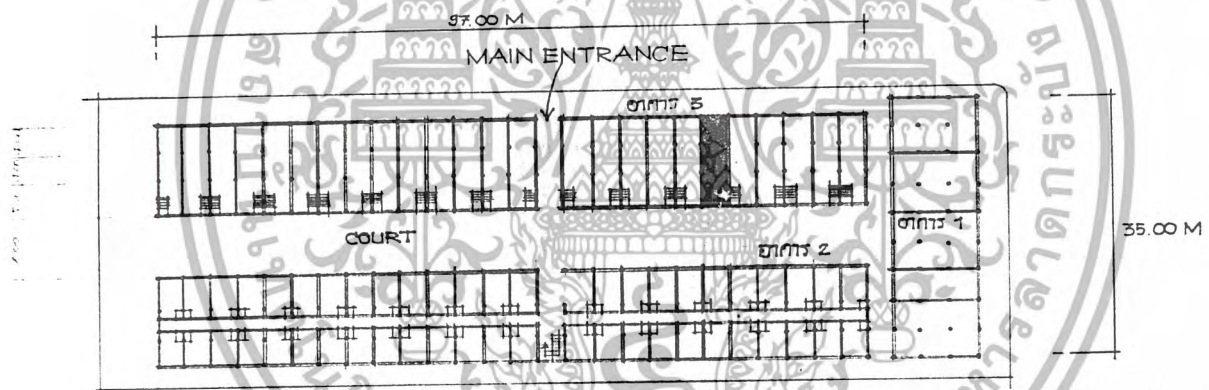 97.00 M
MAIN ENTRANCE
อาคาร 3
COURT
อาคาร 2
อาคาร 1
35.00 M